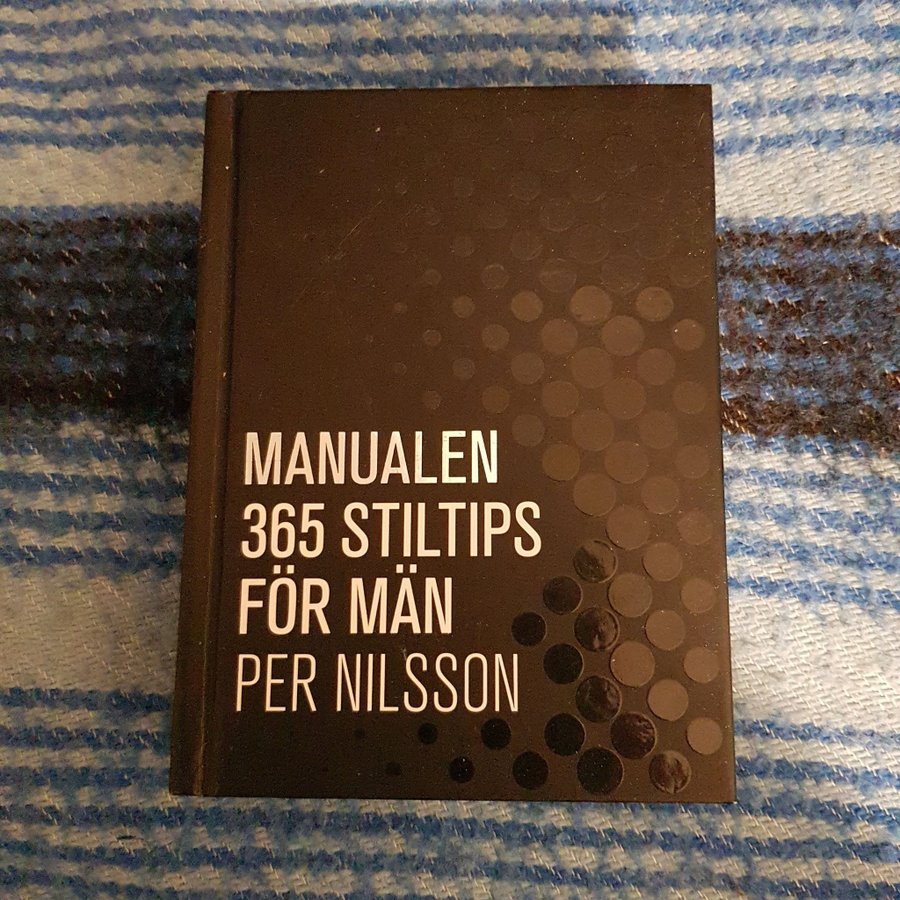 MANUALEN
365 STILTIPS
FÖR MÄN
PER NILSSON